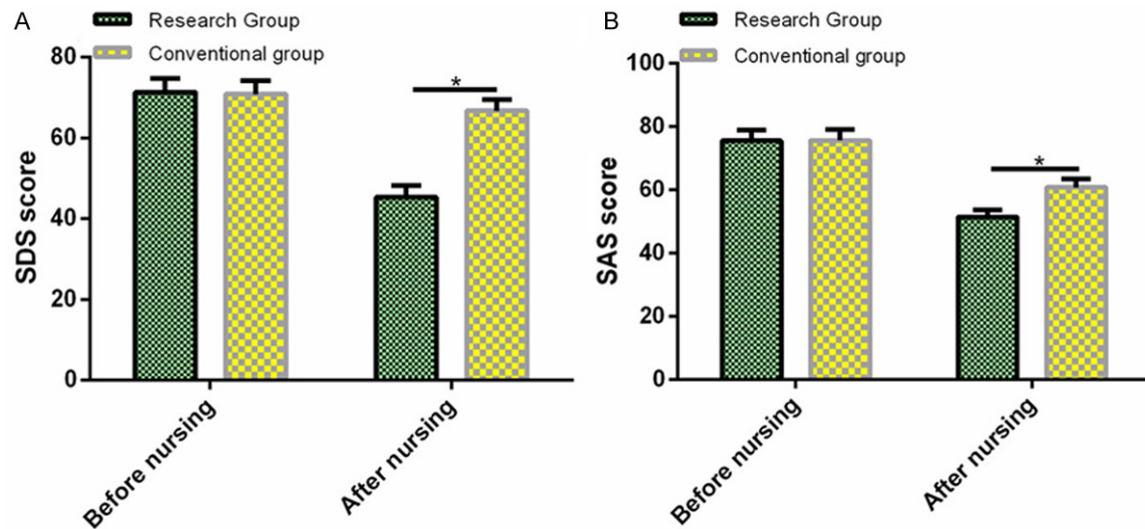 A
Research Group
Conventional group
SDS score
80
60
40
20
0
*
Before nursing
After nursing
B
Research Group
Conventional group
SAS score
100
80
60
40
20
0
*
Before nursing
After nursing